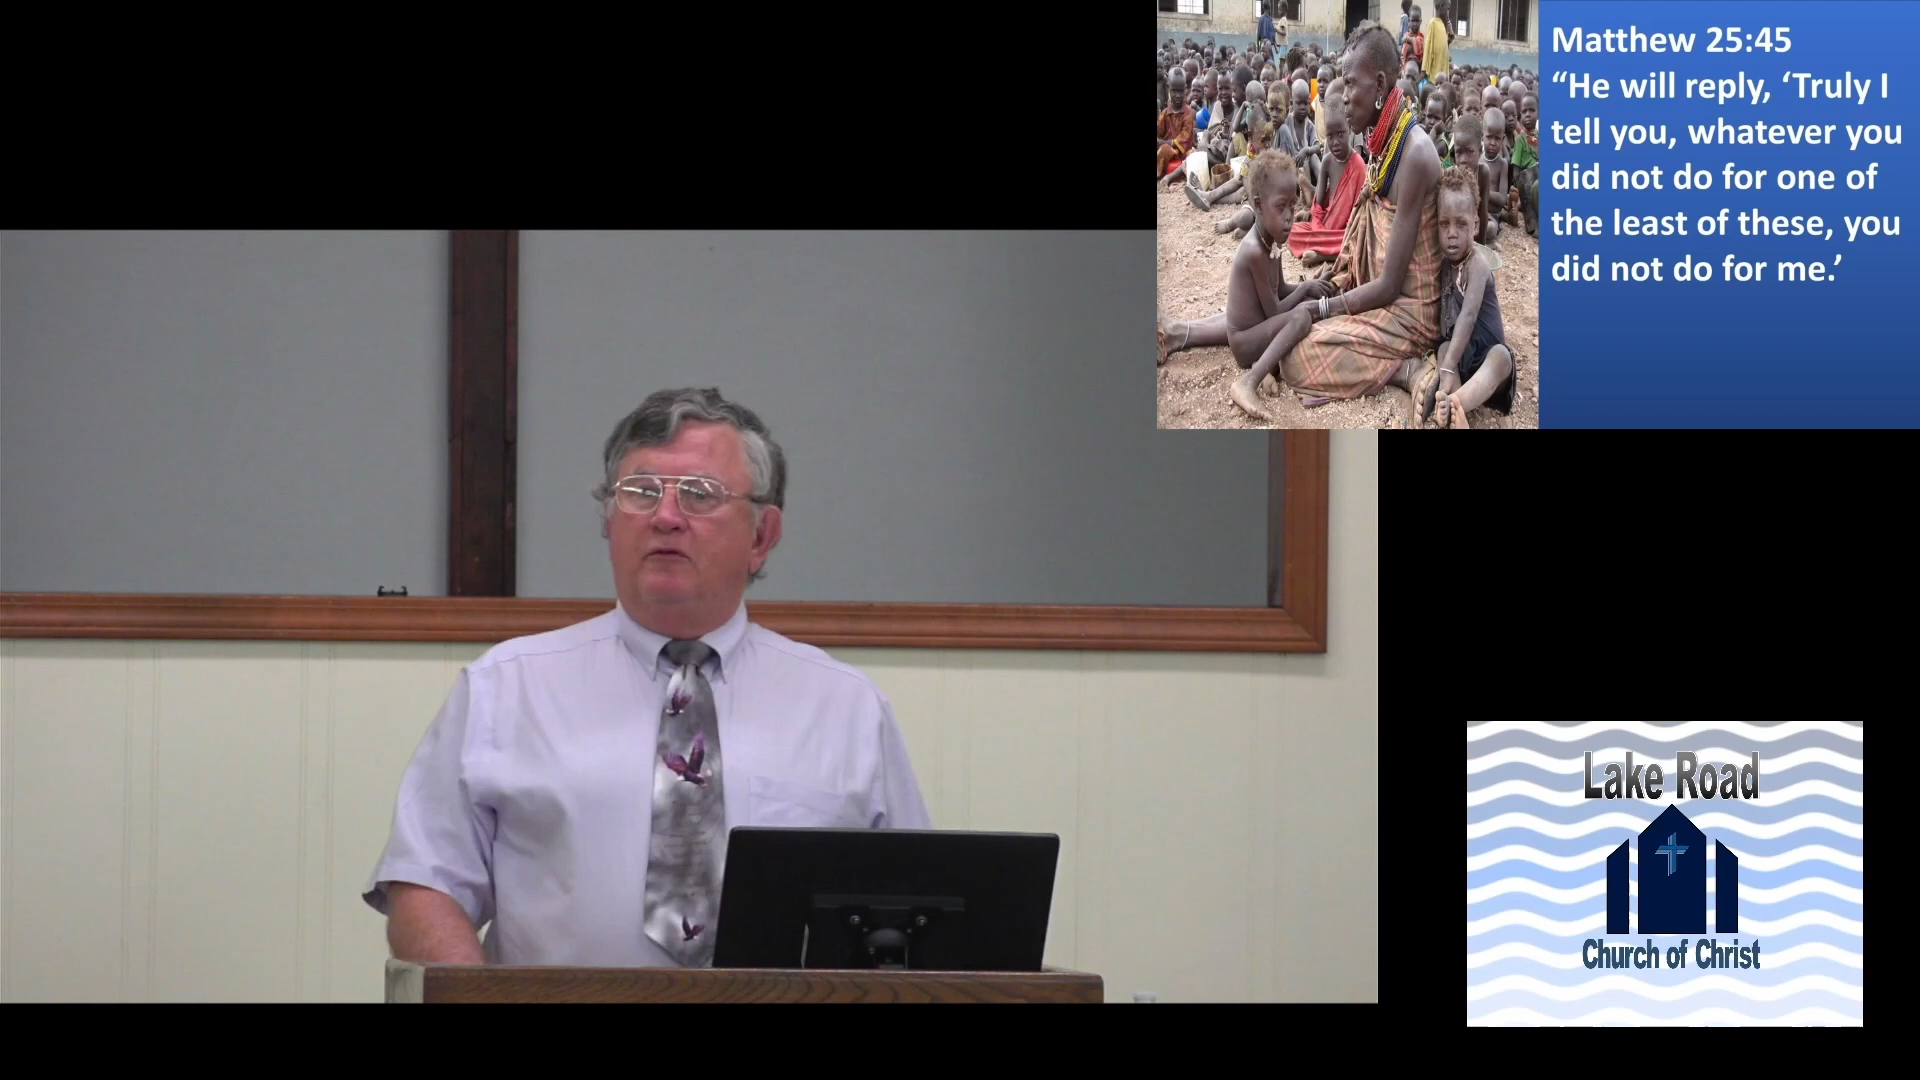 Matthew 25:45
“He will reply, ‘Truly I
tell you, whatever you
did not do for one of
the least of these, you
did not do for me.’
Lake Road
Church of Christ